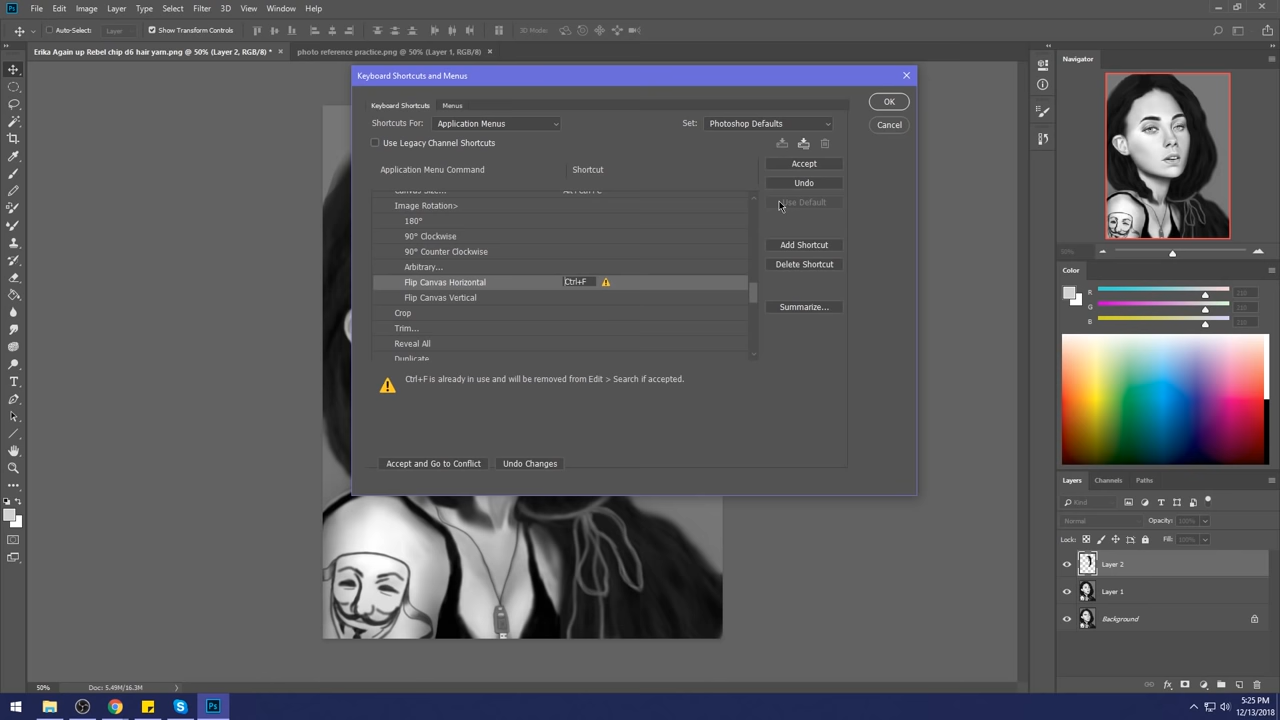 Ps File Edit Image Layer Type Select Filter 3D View Window Help
Auto-Select: Layer Show Transform Controls 3D Mode:
Erika Again up Rebel chip d6 hair yarn.png @ 50% (Layer 2, RGB/8) * × photo reference practice.png @ 50% (Layer 1, RGB/8) ×
Navigator
Keyboard Shortcuts and Menus
Keyboard Shortcuts Menus
OK
Shortcuts For: Application Menus Set: Photoshop Defaults
Cancel
Use Legacy Channel Shortcuts
Application Menu Command Shortcut
Accept
Undo
Use Default
Image Rotation>
180°
90° Clockwise
90° Counter Clockwise
Arbitrary...
Flip Canvas Horizontal Ctrl+F
Flip Canvas Vertical
Crop
Trim...
Reveal All
Duplicate
Add Shortcut
Delete Shortcut
Summarize...
Ctrl+F is already in use and will be removed from Edit > Search if accepted.
Accept and Go to Conflict Undo Changes
50%
Color
R 210
G 210
B 210
Layers Channels Paths
Kind
Normal Opacity: 100%
Lock: Fill: 100%
Layer 2
Layer 1
Background
50% Doc: 5.49M/16.3M
Ps
5:25 PM
12/13/2018